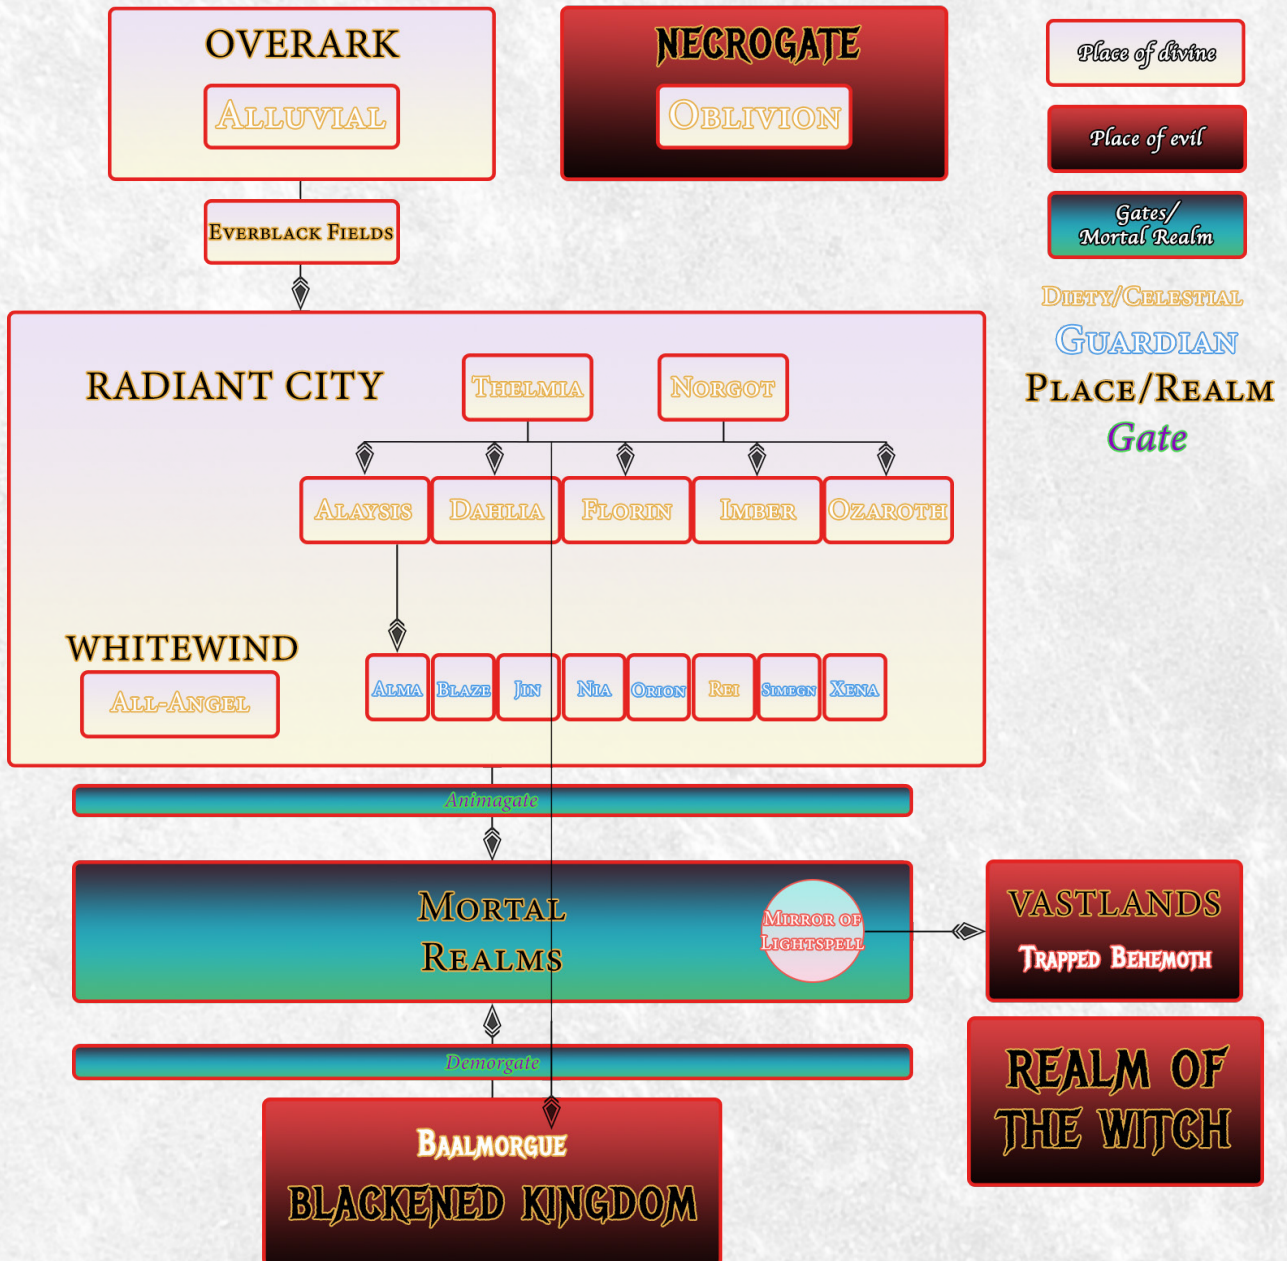 OVERARK
ALLUVIAL
NECROGATE
OBLIVION
Place of divine
Place of evil
Gates/
Mortal Realm
DIETY/CELESTIAL
GUARDIAN
PLACE/REALM
Gate
EVERBLACK FIELDS
RADIANT CITY
THELMIA
NORGOT
ALAYSIS
DAHLIA
FLORIN
IMBER
OZAROTH
WHITEWIND
ALL-ANGEL
ALMA
BLAZE
JIN
NIA
ORION
REI
SIMEGN
XENA
Animagate
MORTAL
REALMS
MIRROR OF
LIGHTSPELL
VASTLANDS
TRAPPED BEHEMOTH
Demorgate
BAALMORGUE
BLACKENED KINGDOM
REALM OF
THE WITCH